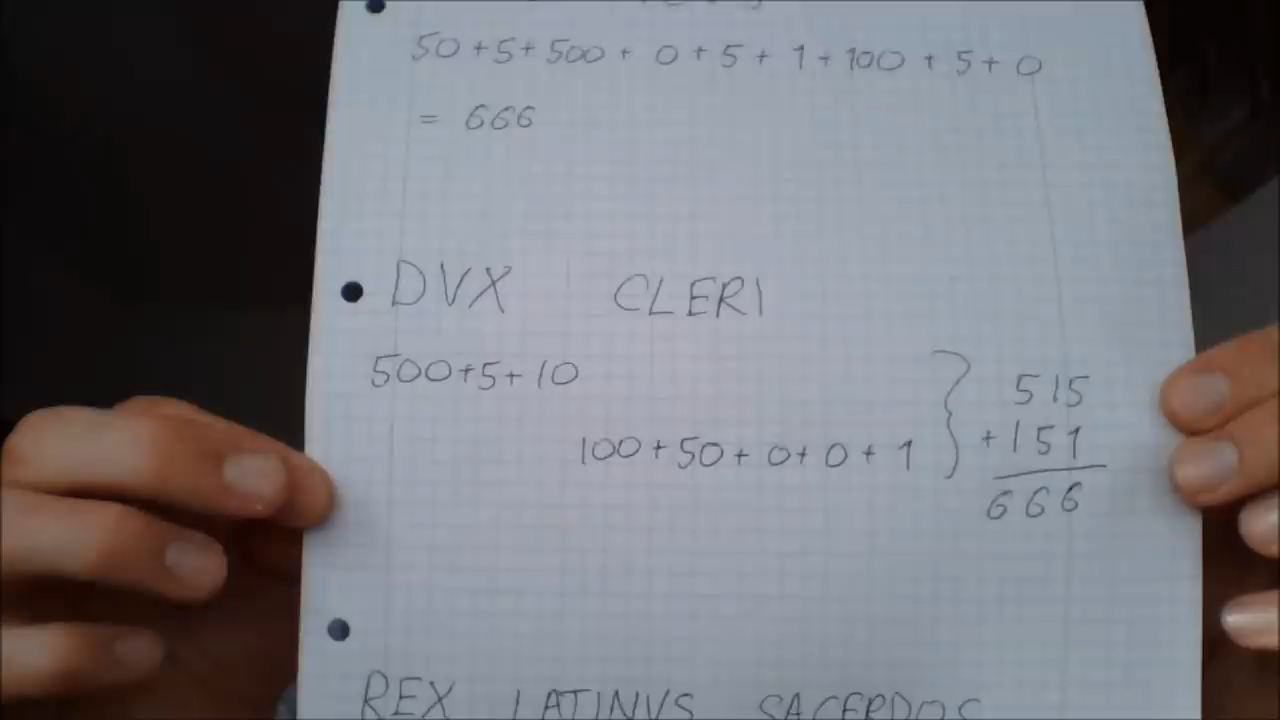 50 + 5 + 500 + 0 + 5 + 1 + 100 + 5 + 0
= 666
DVX CLERI
500+5+10
100 + 50 + 0 + 0 + 1
515
+151
666
REX LATINVS SACERDOS